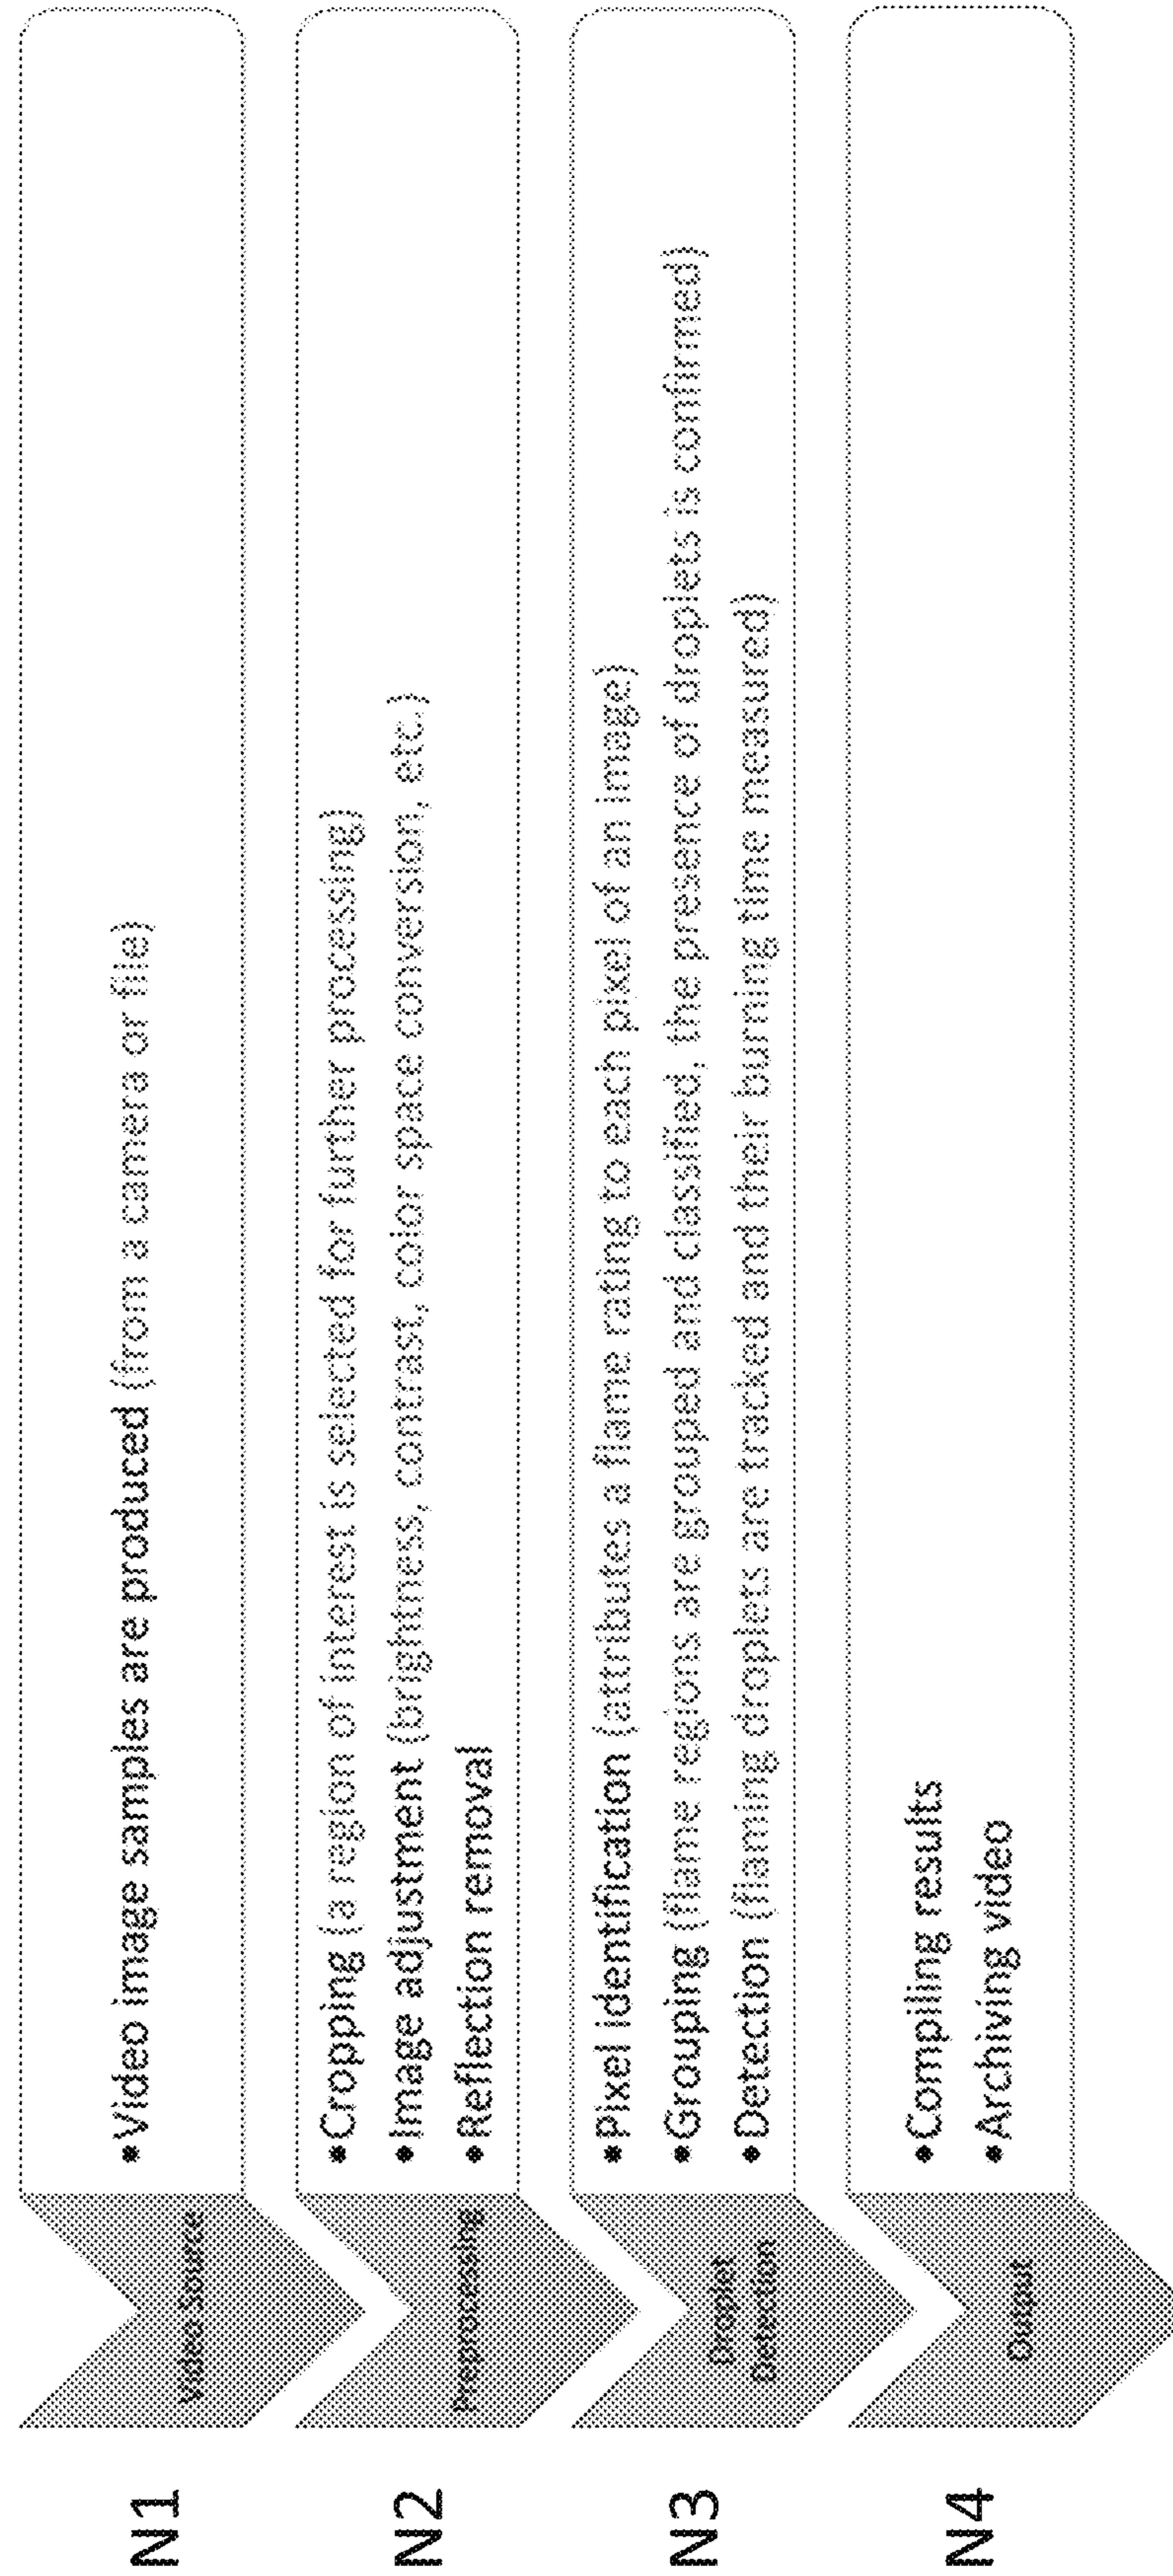 N1
Video Source
•Video image samples are produced (from a camera or file)
N2
Preprocessing
•Cropping (a region of interest is selected for further processing)
•Image adjustment (brightness, contrast, color space conversion, etc.)
•Reflection removal
N3
Droplet
Detection
•Pixel identification (attributes a flame rating to each pixel of an image)
•Grouping (flame regions are grouped and classified, the presence of droplets is confirmed)
•Detection (flaming droplets are tracked and their burning time measured)
N4
Output
•Compiling results
•Archiving video